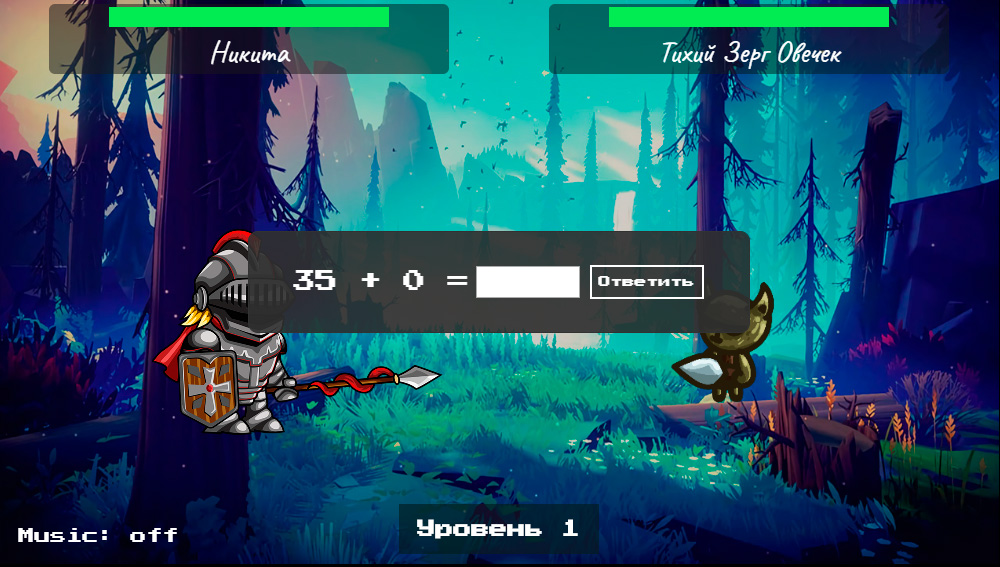 Никита
Тихий Зерг Овечек
35 + 0 =
Ответить
Уровень 1
Music: off